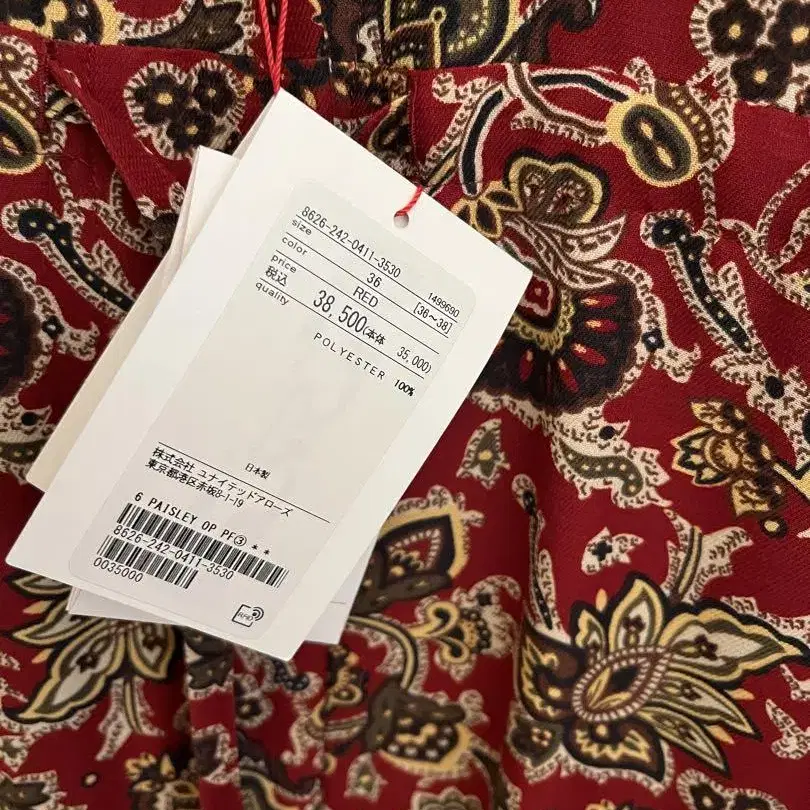 8626-242-0411-3530
size 36 1499690
color RED [36〜38]
price
税込 38,500(本体 35,000)
quality
POLYESTER 100%
日本製
株式会社 ユナイテッドアローズ
東京都港区赤坂8-1-19
6 PAISLEY OP PF③**
8626-242-0411-3530
0035000
RFID